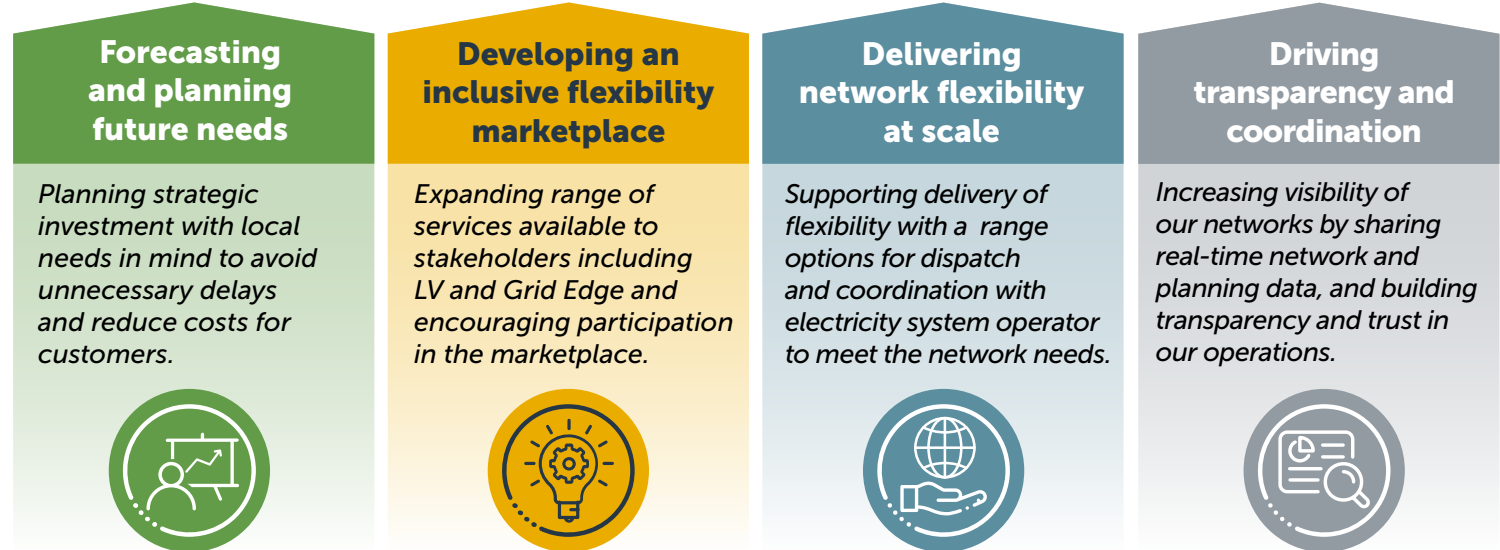 Forecasting
and planning
future needs
Planning strategic
investment with local
needs in mind to avoid
unnecessary delays
and reduce costs for
customers.
Developing an
inclusive flexibility
marketplace
Expanding range of
services available to
stakeholders including
LV and Grid Edge and
encouraging participation
in the marketplace.
Delivering
network flexibility
at scale
Supporting delivery of
flexibility with a  range
options for dispatch
and coordination with
electricity system operator
to meet the network needs.
Driving
transparency and
coordination
Increasing visibility of
our networks by sharing
real-time network and
planning data, and building
transparency and trust in
our operations.